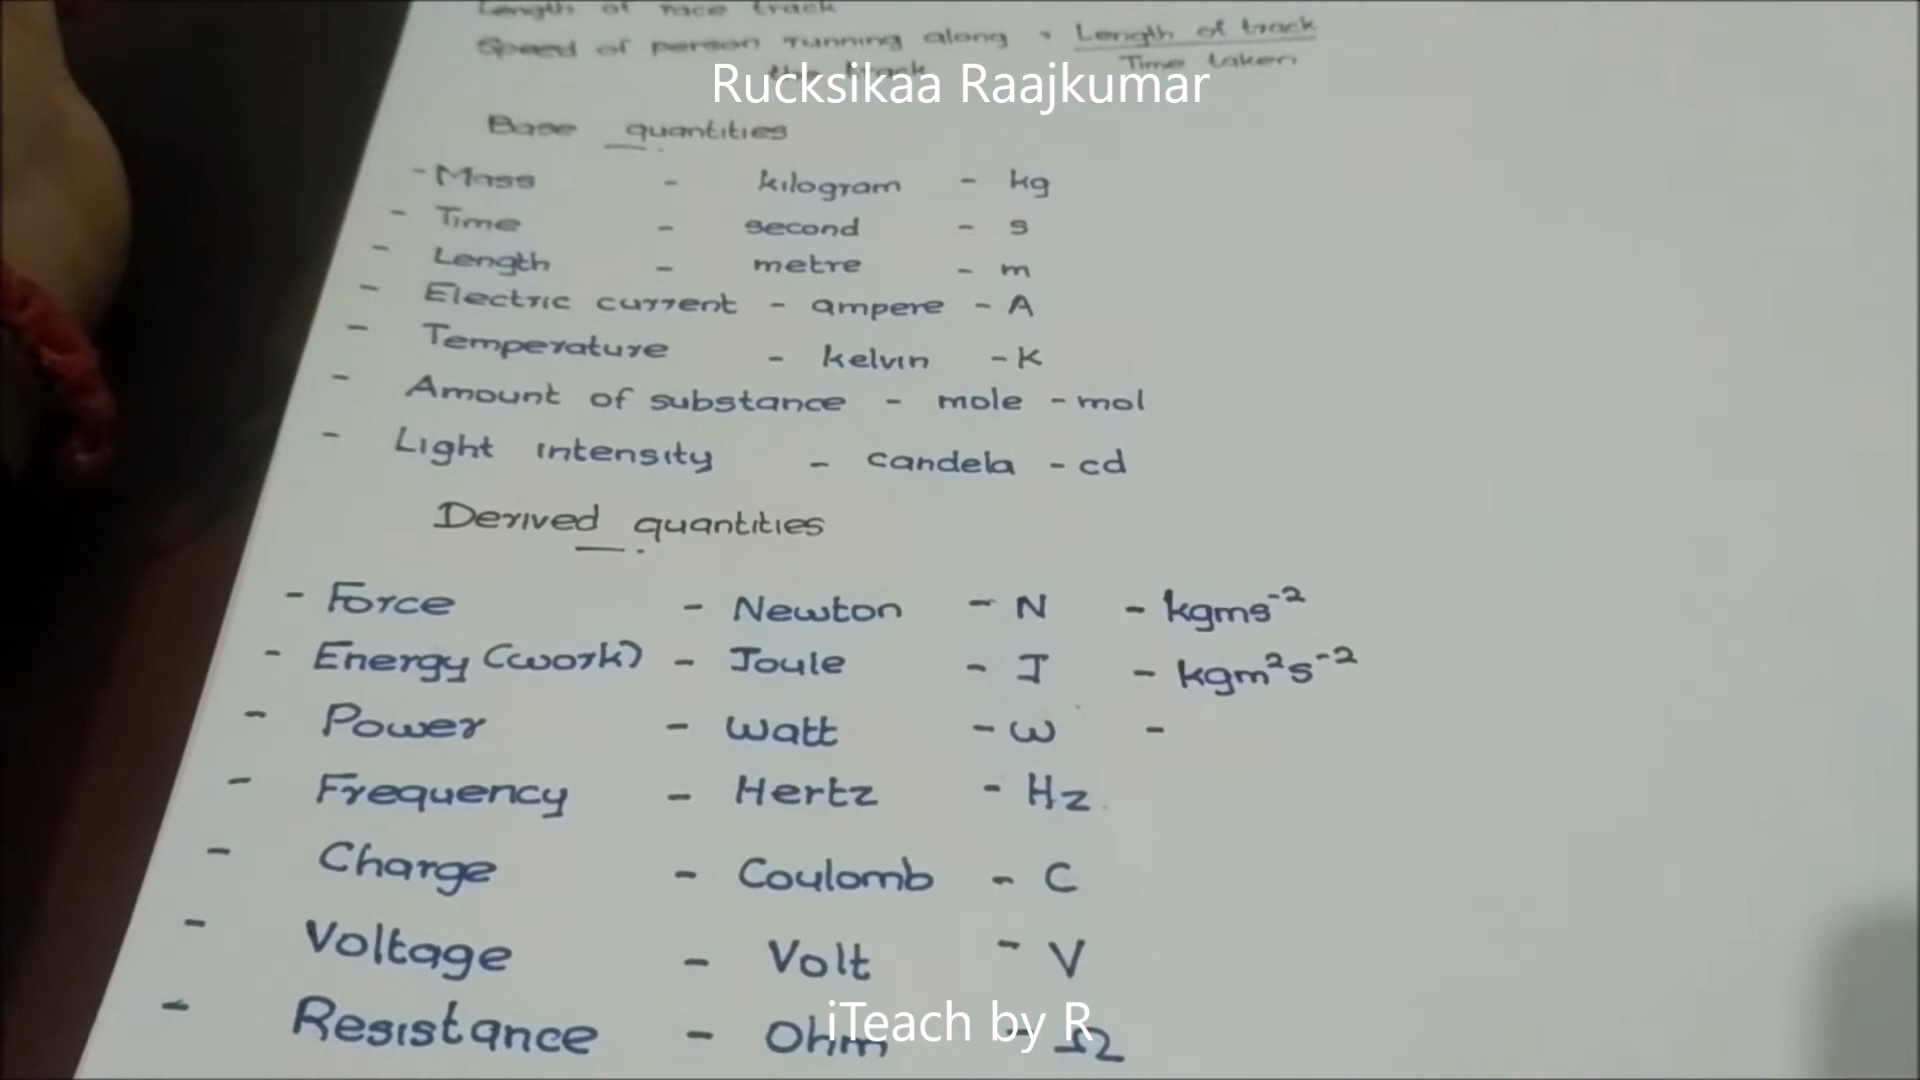 Length of race track
Speed of person running along = Length of track
the track Time taken
Rucksikaa Raajkumar
Base quantities
- Mass - kilogram - kg
- Time - second - s
- Length - metre - m
- Electric current - ampere - A
- Temperature - kelvin - K
- Amount of substance - mole - mol
- Light intensity - candela - cd
Derived quantities
- Force - Newton - N - kgms⁻²
- Energy (work) - Joule - J - kgm²s⁻²
- Power - Watt - W -
- Frequency - Hertz - Hz
- Charge - Coulomb - C
- Voltage - Volt - V
- Resistance - Ohm - Ω
iTeach by R